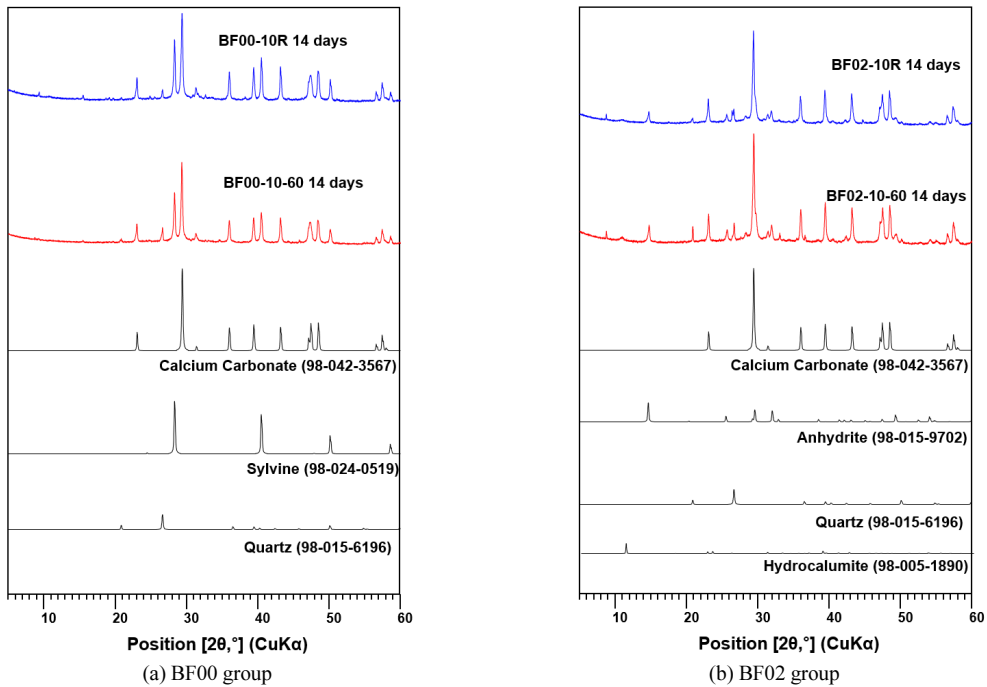 BF00-10R 14 days
BF00-10-60 14 days
Calcium Carbonate (98-042-3567)
Sylvine (98-024-0519)
Quartz (98-015-6196)
10 20 30 40 50 60
Position [2θ,°] (CuKα)
(a) BF00 group
BF02-10R 14 days
BF02-10-60 14 days
Calcium Carbonate (98-042-3567)
Anhydrite (98-015-9702)
Quartz (98-015-6196)
Hydrocalumite (98-005-1890)
10 20 30 40 50 60
Position [2θ,°] (CuKα)
(b) BF02 group